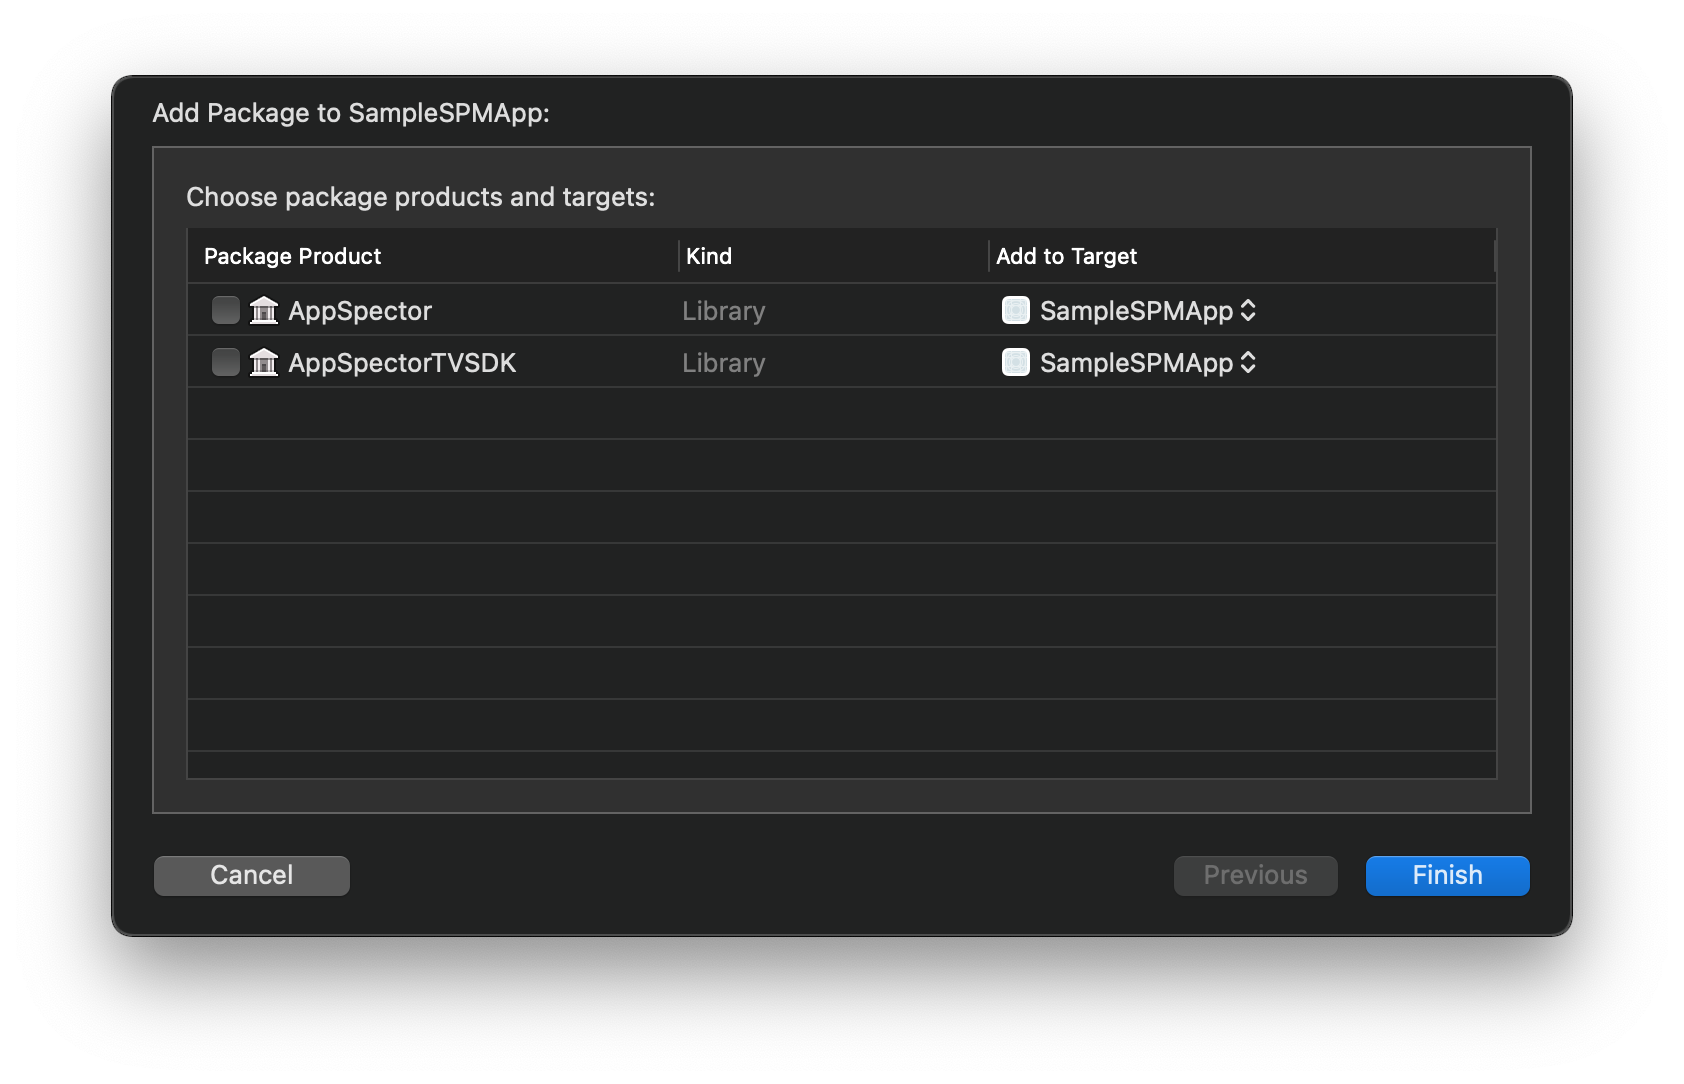 Add Package to SampleSPMApp:
Choose package products and targets:
Package Product Kind Add to Target
AppSpector Library SampleSPMApp
AppSpectorTVSDK Library SampleSPMApp
Cancel Previous Finish